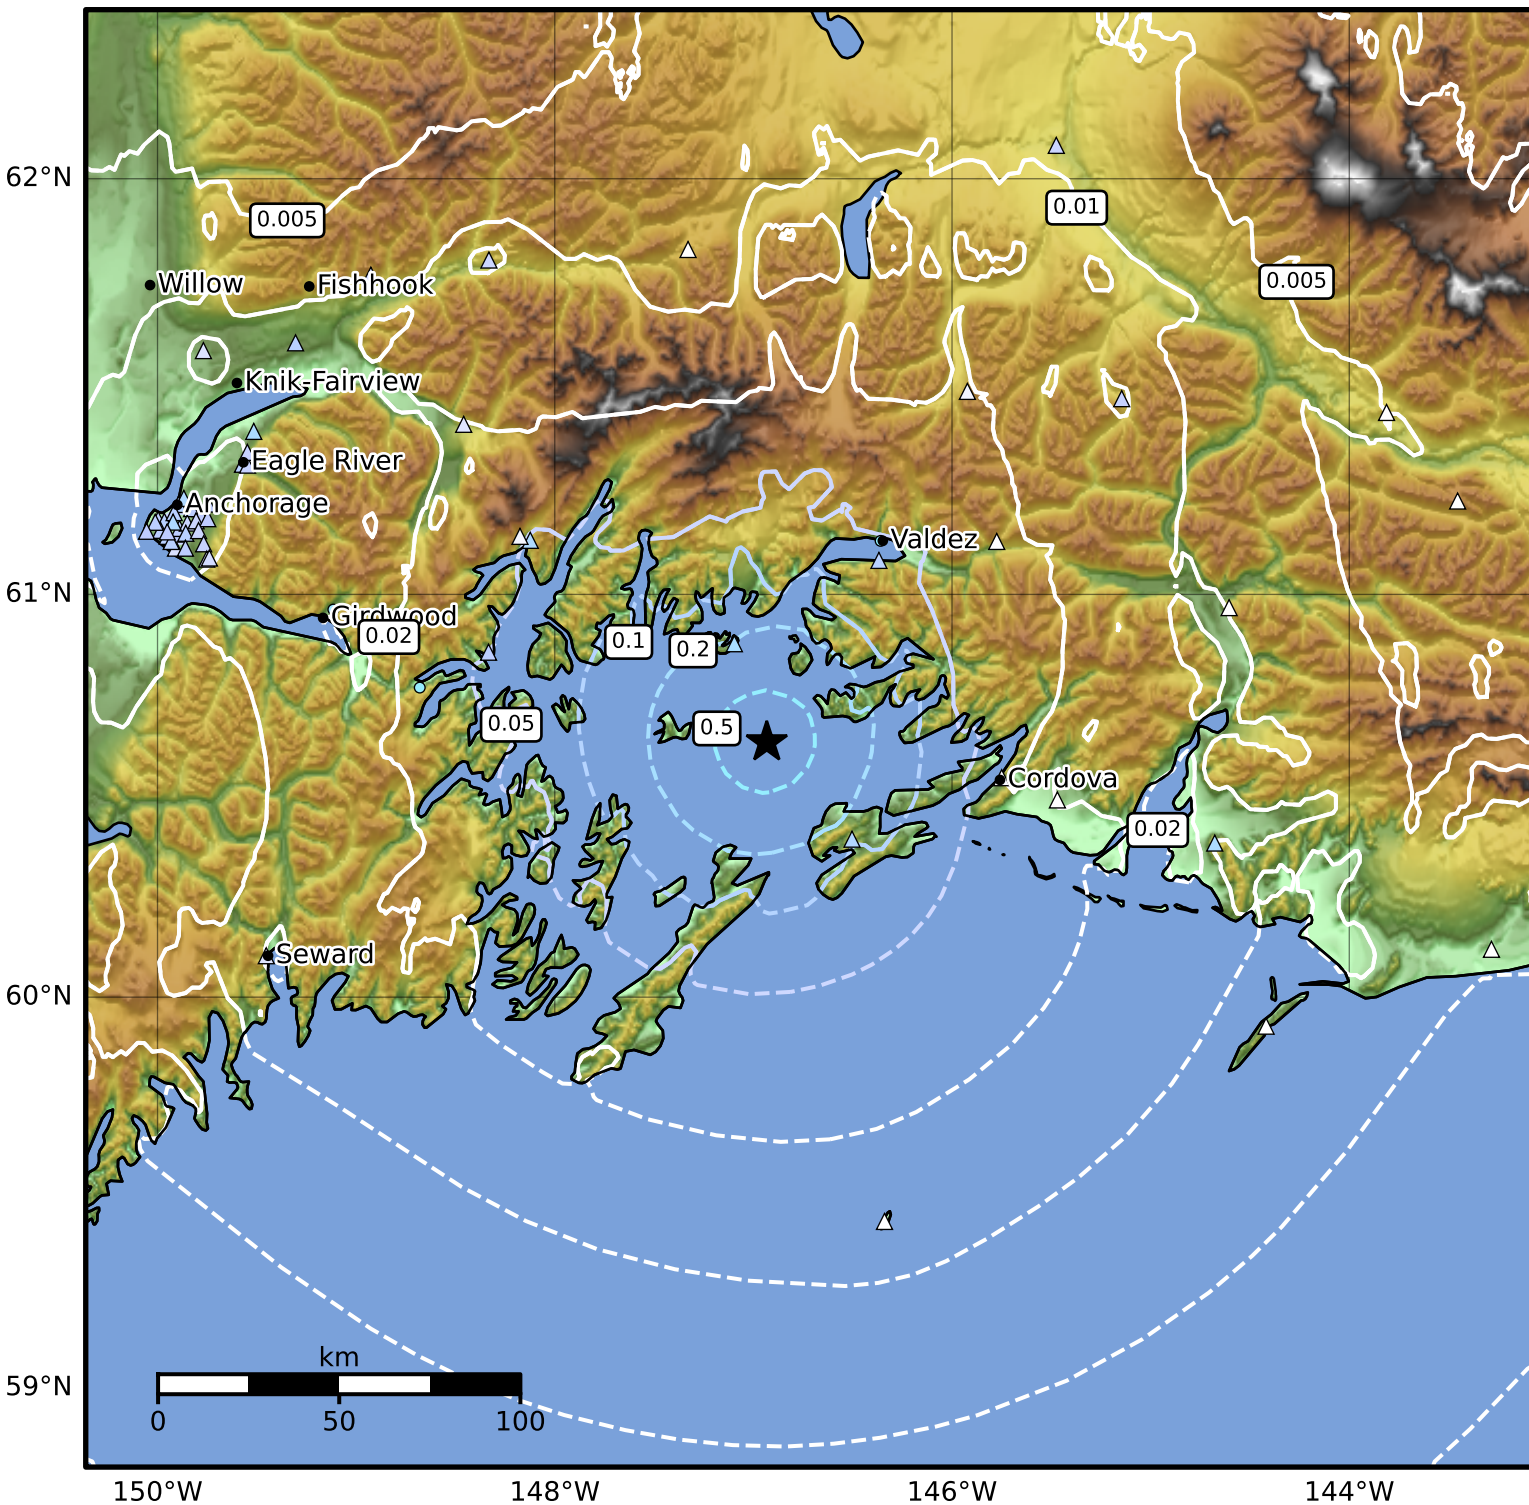 62°N
0.005
0.01
0.005
Willow
Fishhook
Knik-Fairview
Eagle River
Anchorage
Valdez
61°N
Girdwood
0.02
0.1
0.2
0.05
0.5
Cordova
0.02
Seward
60°N
km
59°N
0
50
100
150°W
148°W
146°W
144°W